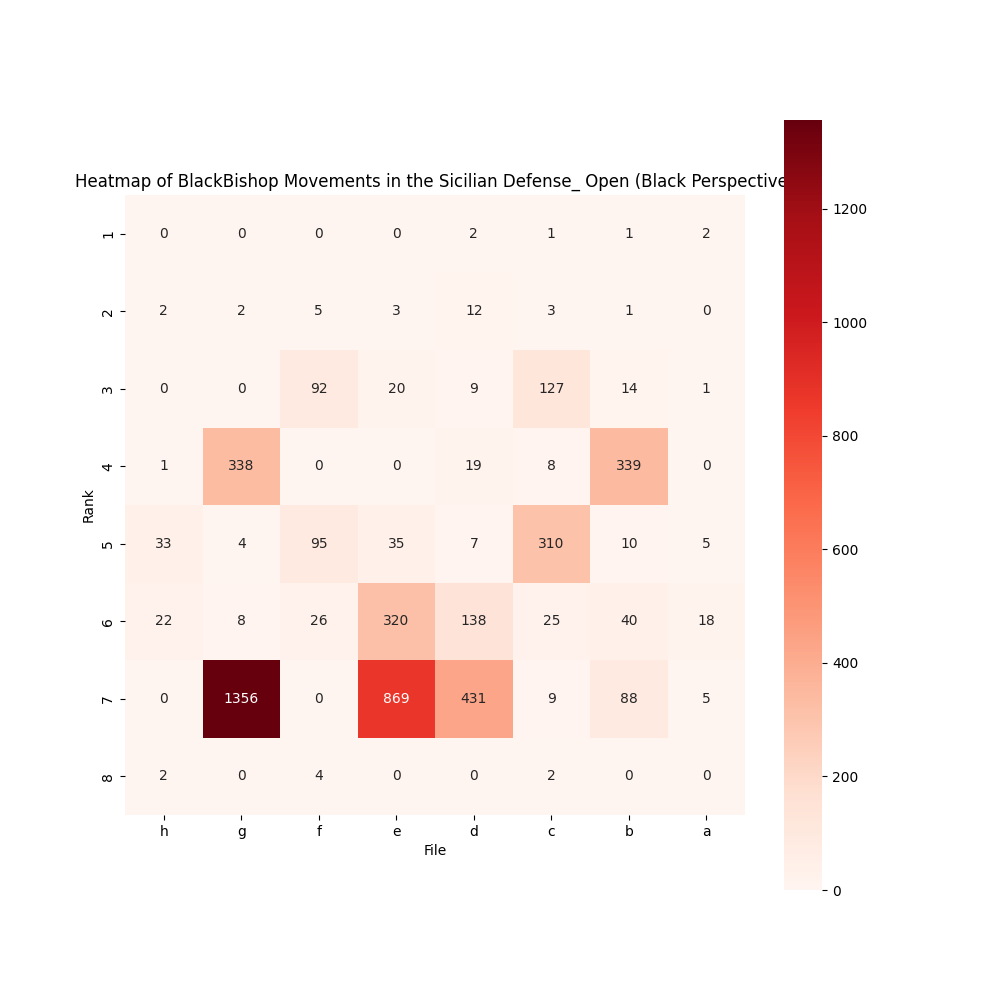 Heatmap of BlackBishop Movements in the Sicilian Defense_ Open (Black Perspective
1200
1 0 0 0 0 2 1 1 2
2 2 2 5 3 12 3 1 0
1000
3 0 0 92 20 9 127 14 1
800
4 1 338 0 0 19 8 339 0
Rank
600
5 33 4 95 35 7 310 10 5
6 22 8 26 320 138 25 40 18
400
7 0 1356 0 869 431 9 88 5
200
8 2 0 4 0 0 2 0 0
h g f e d c b a
File
0